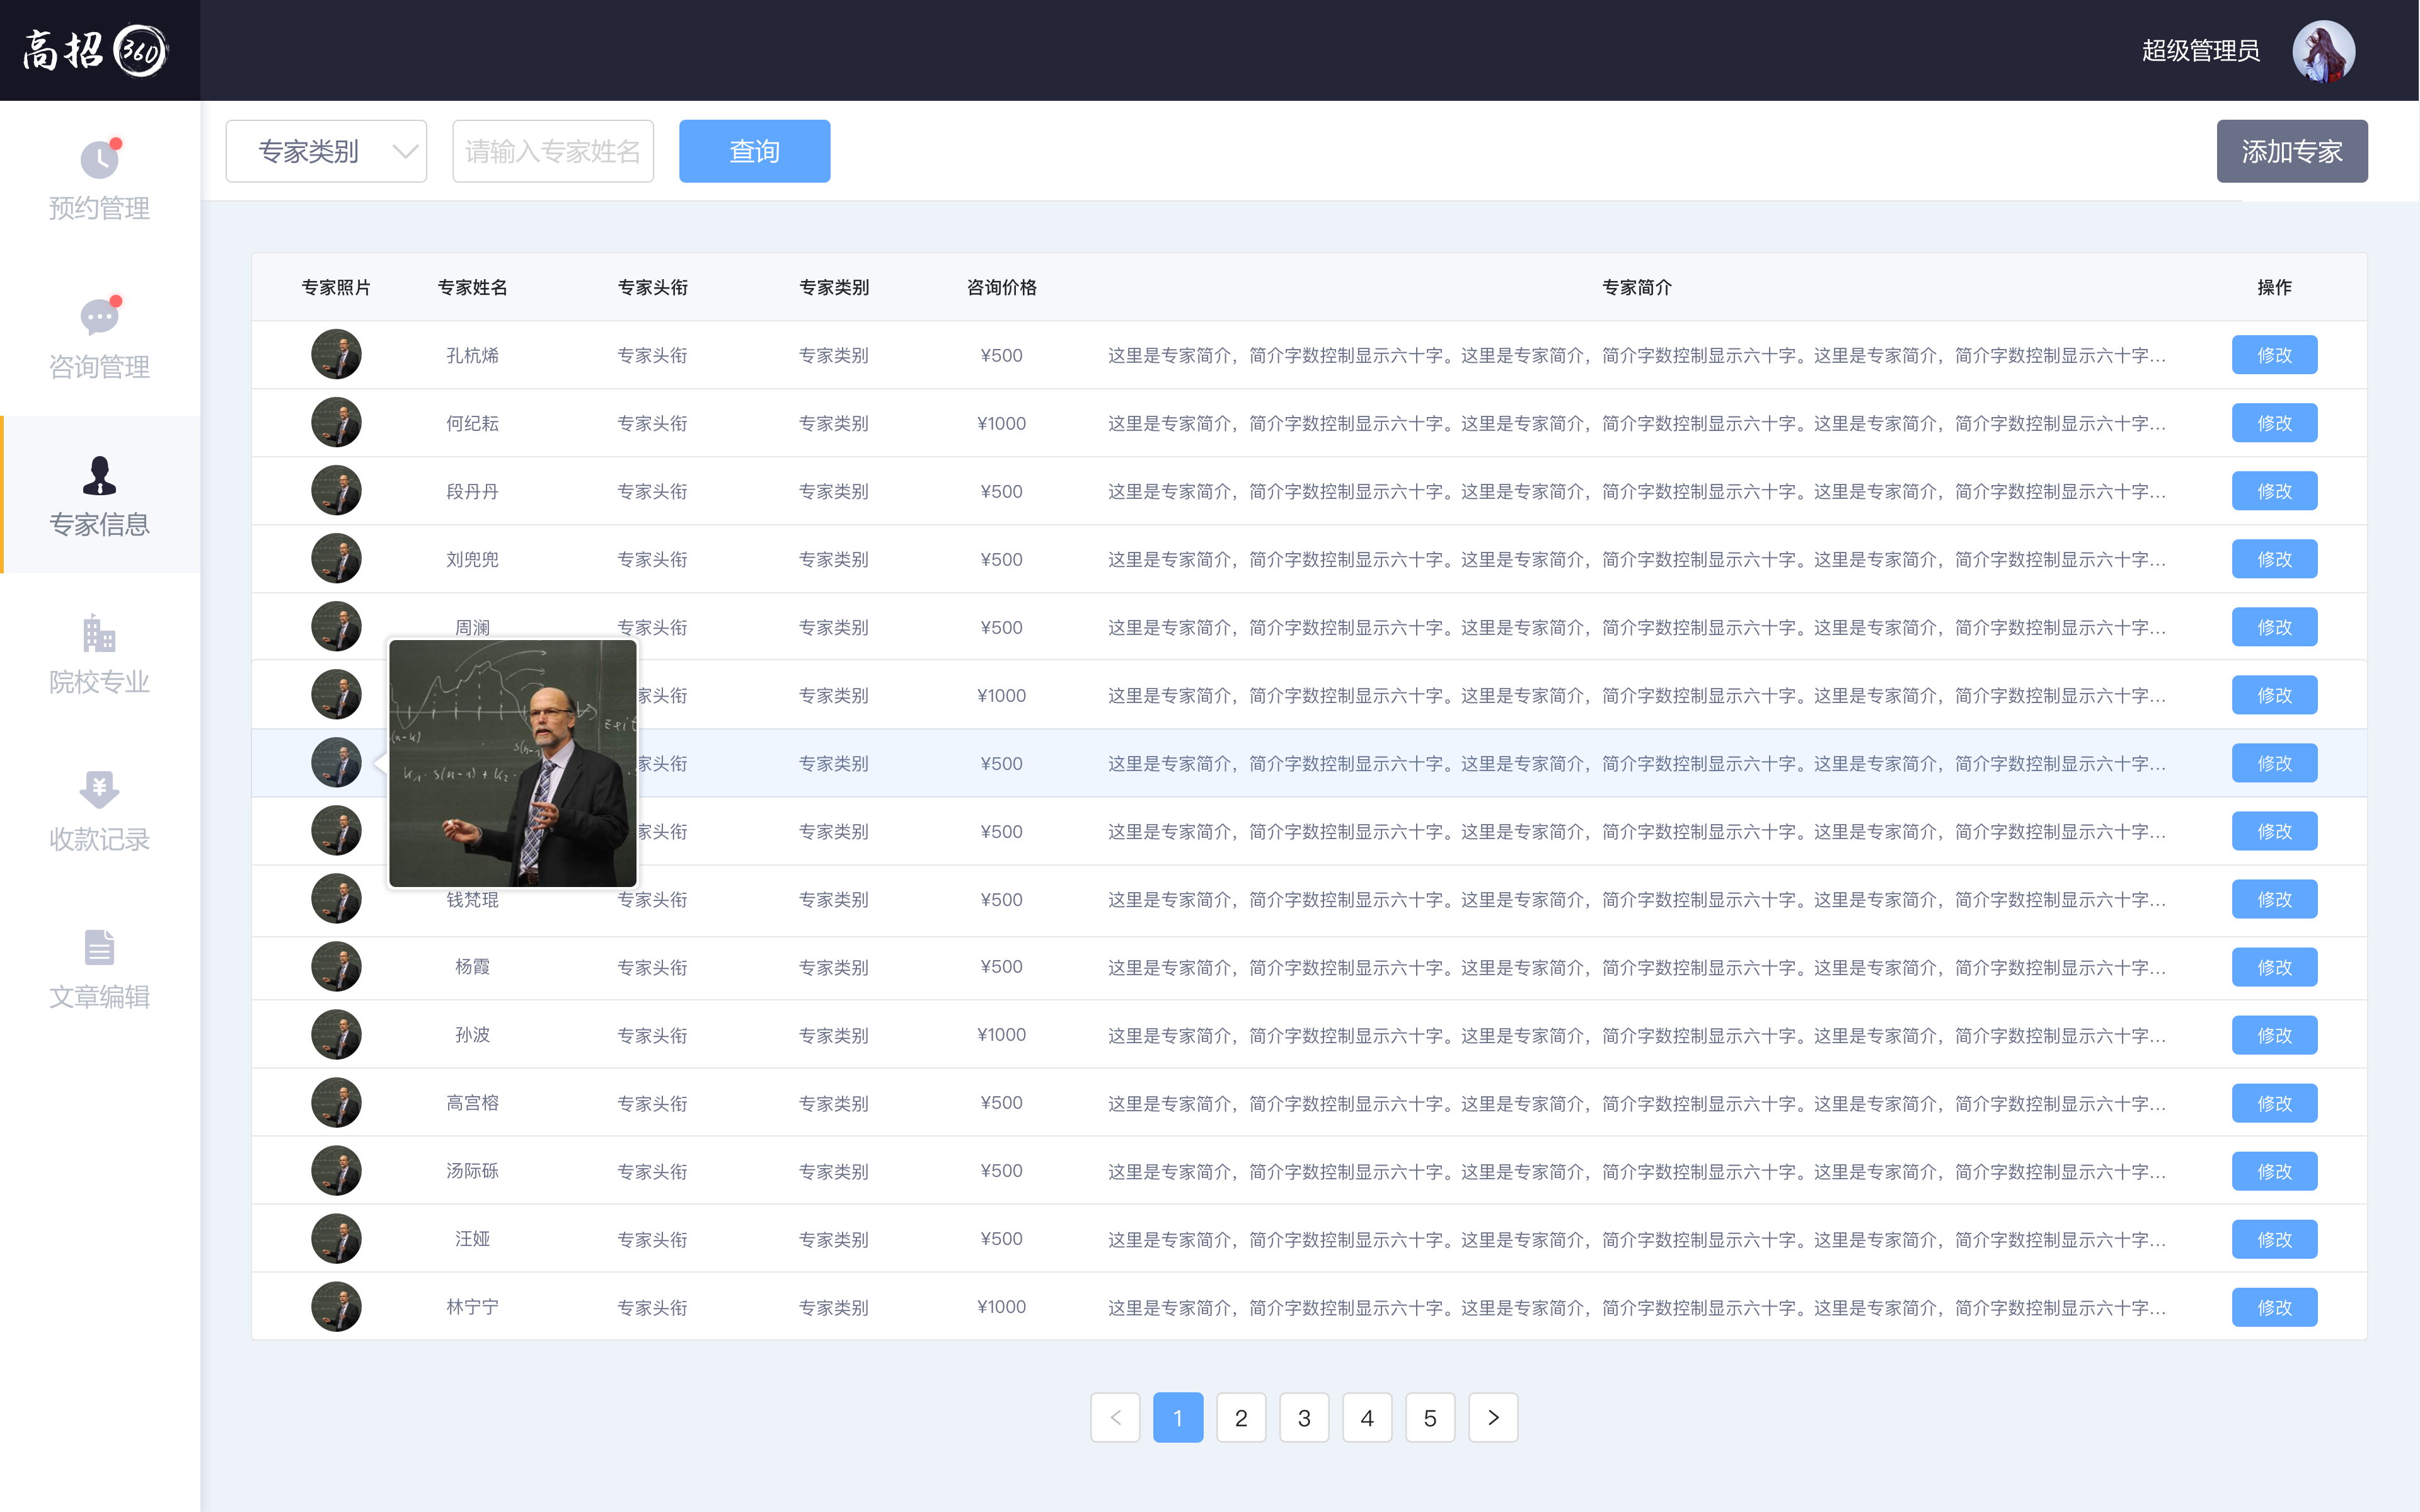 高招 360
超级管理员
专家类别 请输入专家姓名 查询 添加专家
预约管理
咨询管理
专家信息
院校专业
收款记录
文章编辑
专家照片 专家姓名 专家头衔 专家类别 咨询价格 专家简介 操作
孔杭烯 专家头衔 专家类别 ¥500 这里是专家简介，简介字数控制显示六十字。这里是专家简介，简介字数控制显示六十字。这里是专家简介，简介字数控制显示六十字... 修改
何纪耘 专家头衔 专家类别 ¥1000 这里是专家简介，简介字数控制显示六十字。这里是专家简介，简介字数控制显示六十字。这里是专家简介，简介字数控制显示六十字... 修改
段丹丹 专家头衔 专家类别 ¥500 这里是专家简介，简介字数控制显示六十字。这里是专家简介，简介字数控制显示六十字。这里是专家简介，简介字数控制显示六十字... 修改
刘兜兜 专家头衔 专家类别 ¥500 这里是专家简介，简介字数控制显示六十字。这里是专家简介，简介字数控制显示六十字。这里是专家简介，简介字数控制显示六十字... 修改
周澜 专家头衔 专家类别 ¥500 这里是专家简介，简介字数控制显示六十字。这里是专家简介，简介字数控制显示六十字。这里是专家简介，简介字数控制显示六十字... 修改
家头衔 专家类别 ¥1000 这里是专家简介，简介字数控制显示六十字。这里是专家简介，简介字数控制显示六十字。这里是专家简介，简介字数控制显示六十字... 修改
家头衔 专家类别 ¥500 这里是专家简介，简介字数控制显示六十字。这里是专家简介，简介字数控制显示六十字。这里是专家简介，简介字数控制显示六十字... 修改
家头衔 专家类别 ¥500 这里是专家简介，简介字数控制显示六十字。这里是专家简介，简介字数控制显示六十字。这里是专家简介，简介字数控制显示六十字... 修改
钱梵琨 专家头衔 专家类别 ¥500 这里是专家简介，简介字数控制显示六十字。这里是专家简介，简介字数控制显示六十字。这里是专家简介，简介字数控制显示六十字... 修改
杨霞 专家头衔 专家类别 ¥500 这里是专家简介，简介字数控制显示六十字。这里是专家简介，简介字数控制显示六十字。这里是专家简介，简介字数控制显示六十字... 修改
孙波 专家头衔 专家类别 ¥1000 这里是专家简介，简介字数控制显示六十字。这里是专家简介，简介字数控制显示六十字。这里是专家简介，简介字数控制显示六十字... 修改
高宫榕 专家头衔 专家类别 ¥500 这里是专家简介，简介字数控制显示六十字。这里是专家简介，简介字数控制显示六十字。这里是专家简介，简介字数控制显示六十字... 修改
汤际砾 专家头衔 专家类别 ¥500 这里是专家简介，简介字数控制显示六十字。这里是专家简介，简介字数控制显示六十字。这里是专家简介，简介字数控制显示六十字... 修改
汪娅 专家头衔 专家类别 ¥500 这里是专家简介，简介字数控制显示六十字。这里是专家简介，简介字数控制显示六十字。这里是专家简介，简介字数控制显示六十字... 修改
林宁宁 专家头衔 专家类别 ¥1000 这里是专家简介，简介字数控制显示六十字。这里是专家简介，简介字数控制显示六十字。这里是专家简介，简介字数控制显示六十字... 修改
< 1 2 3 4 5 >